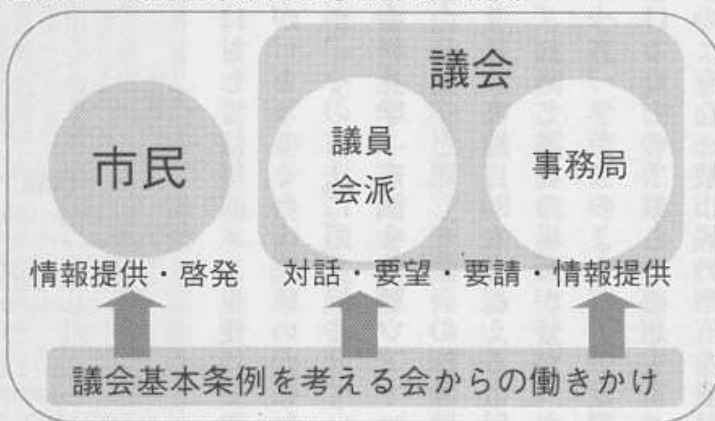 議会
市民
議員
会派
事務局
情報提供・啓発
対話・要望・要請・情報提供
議会基本条例を考える会からの働きかけ